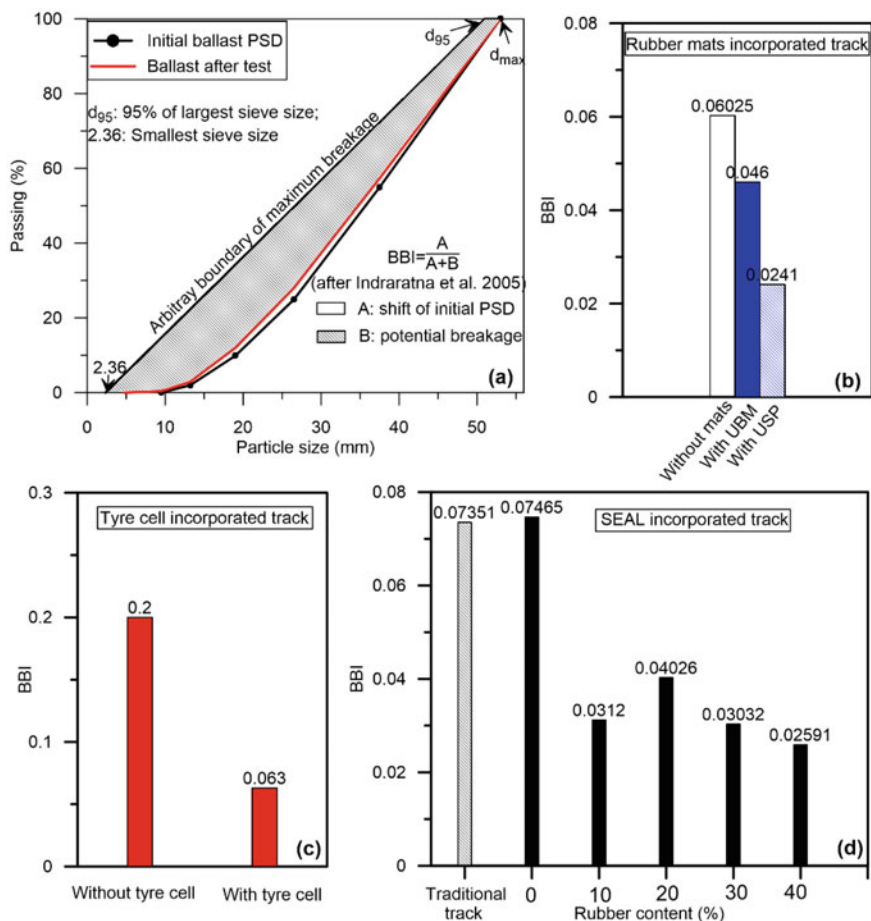 100
80
60
40
20
0
Passing (%)
Initial ballast PSD
Ballast after test
d95
dmax
d95: 95% of largest sieve size;
2.36: Smallest sieve size
Arbitray boundary of maximum breakage
BBI=A/A+B
(after Indraratna et al. 2005)
A: shift of initial PSD
B: potential breakage
2.36
(a)
0 10 20 30 40 50
Particle size (mm)
0.08
0.06
0.04
0.02
0
BBI
Rubber mats incorporated track
0.06025
0.046
0.0241
(b)
Without mats
With UBM
With USP
0.3
0.2
0.1
0
BBI
Tyre cell incorporated track
0.2
0.063
(c)
Without tyre cell With tyre cell
0.08
0.06
0.04
0.02
0
BBI
SEAL incorporated track
0.07351
0.07465
0.0312
0.04026
0.03032
0.02591
(d)
Traditional
track
0 10 20 30 40
Rubber content (%)